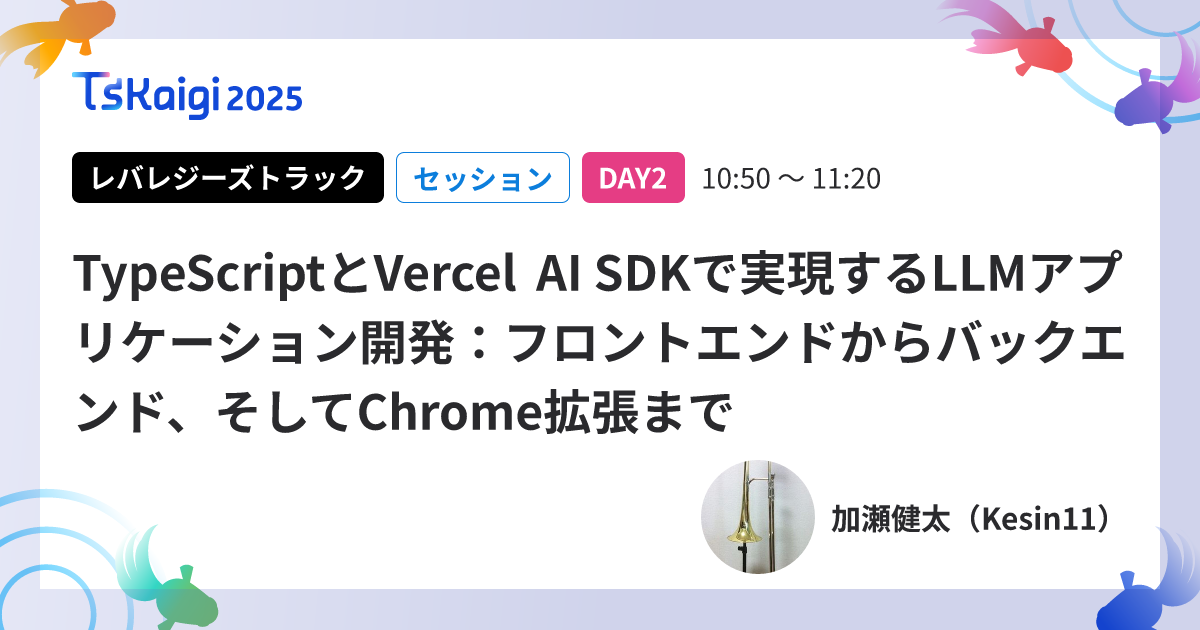 TSKaigi 2025
レバレジーズトラック セッション DAY2 10:50 〜 11:20
TypeScriptとVercel AI SDKで実現するLLMアプ
リケーション開発：フロントエンドからバックエ
ンド、そしてChrome拡張まで
加瀬健太（Kesin11）